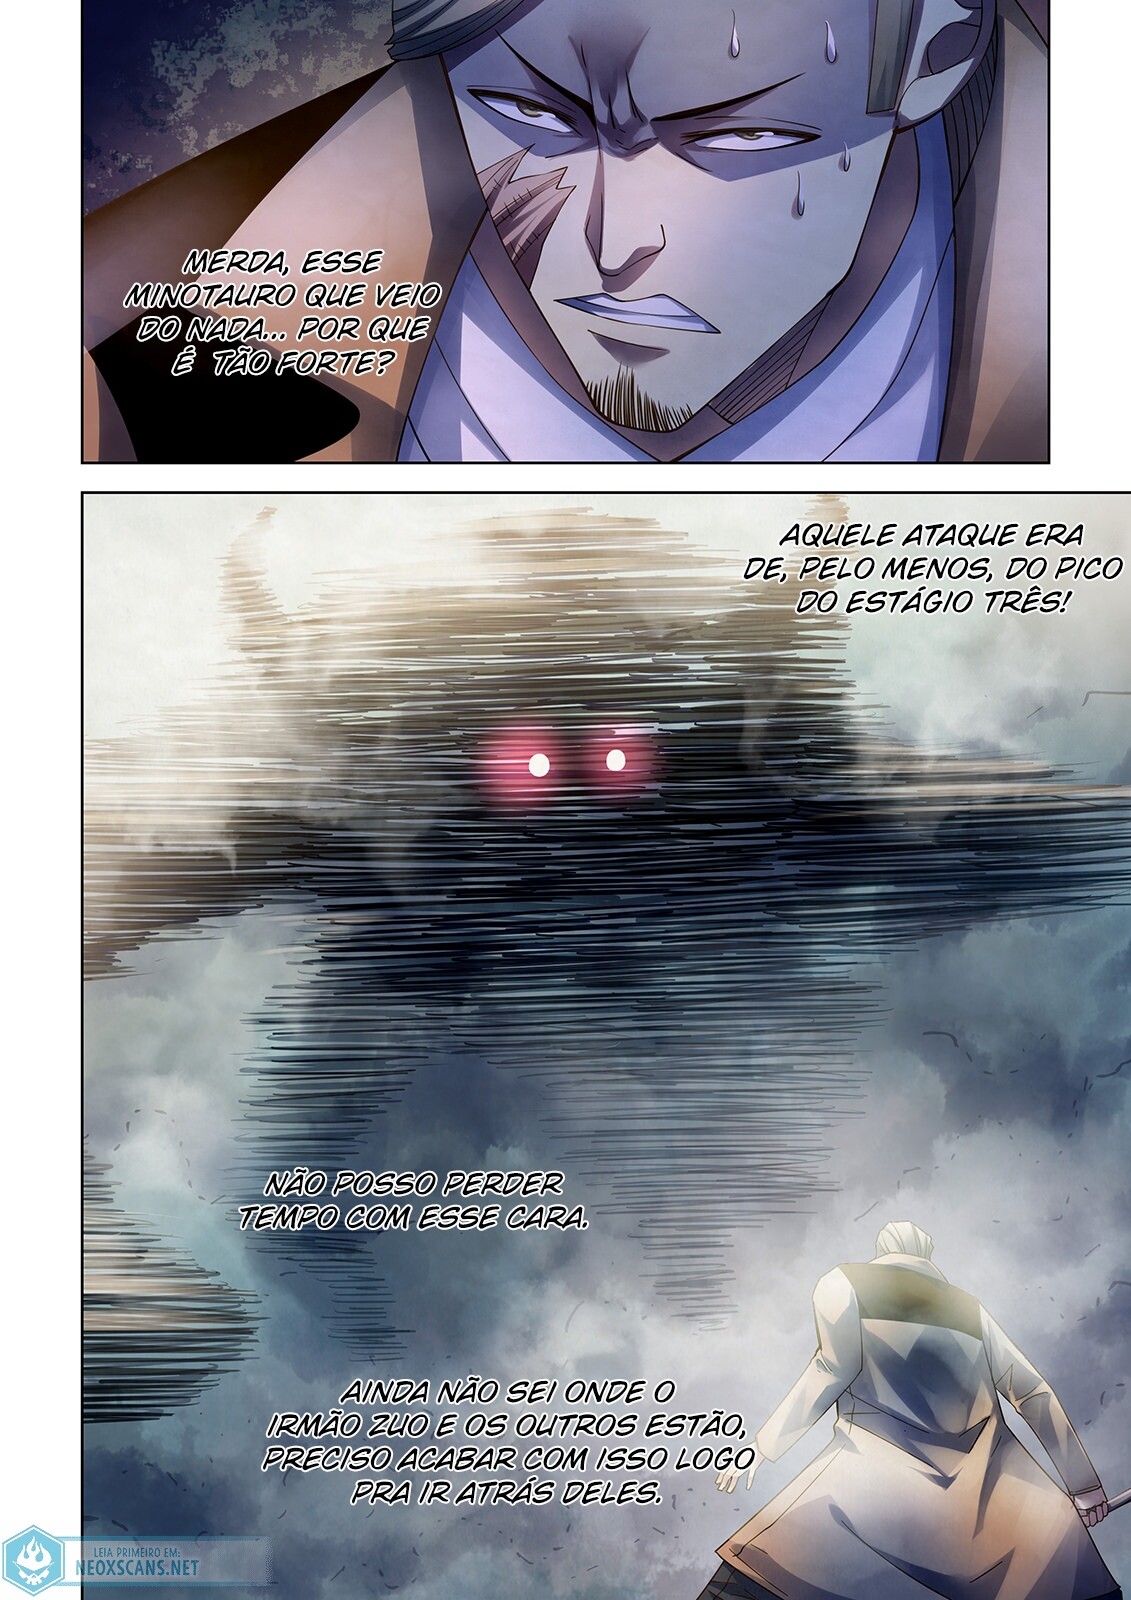 MERDA, ESSE
MINOTAURO QUE VEIO
DO NADA... POR QUE
É TÃO FORTE?
AQUELE ATAQUE ERA
DE, PELO MENOS, DO PICO
DO ESTÁGIO TRÊS!
NÃO POSSO PERDER
TEMPO COM ESSE CARA.
AINDA NÃO SEI ONDE O
IRMÃO ZUO E OS OUTROS ESTÃO,
PRECISO ACABAR COM ISSO LOGO
PRA IR ATRÁS DELES.
LEIA PRIMEIRO EM:
NEOXSCANS.NET